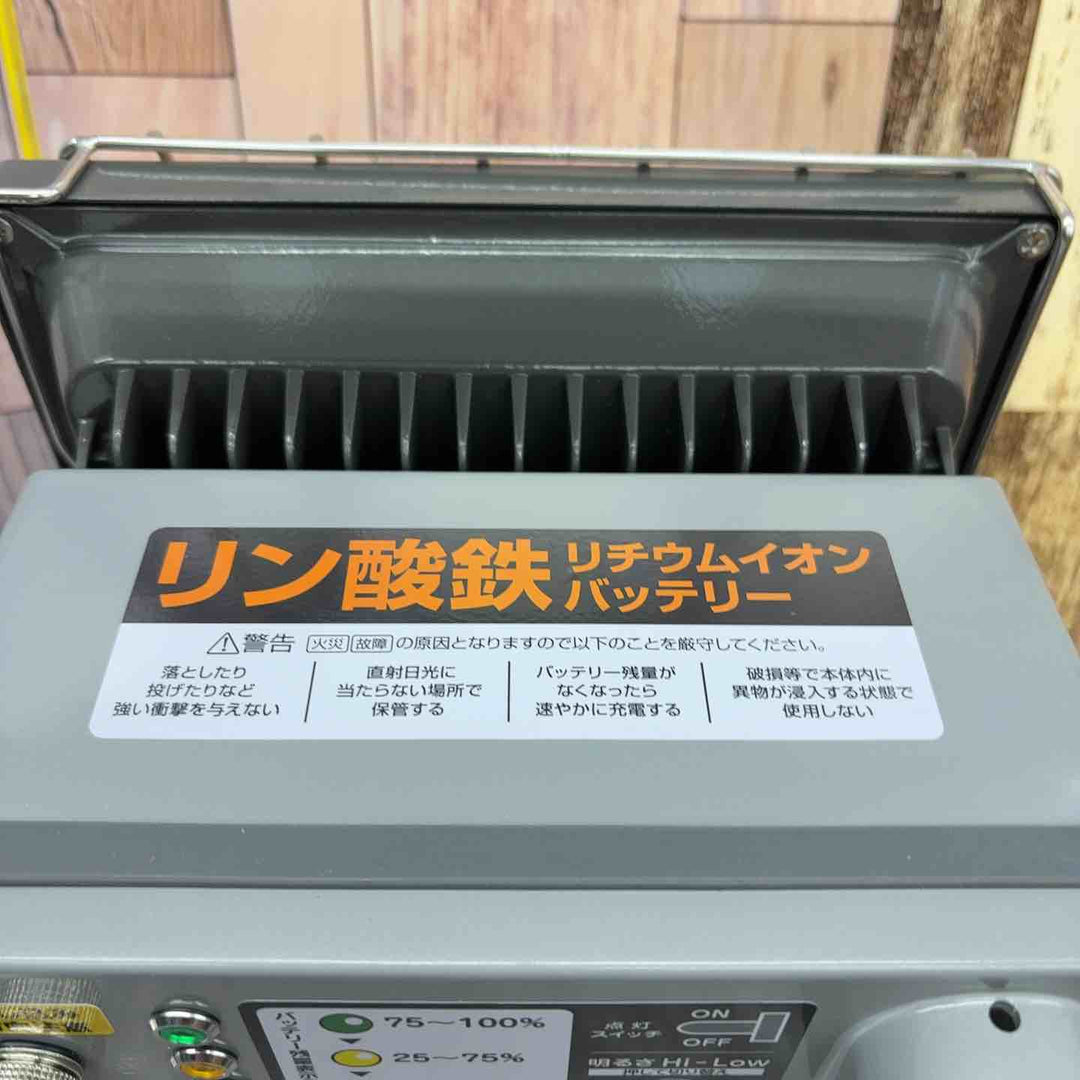 リン酸鉄 リチウムイオン
バッテリー
⚠警告 火災 故障 の原因となりますので以下のことを厳守してください。
落としたり
投げたりなど
強い衝撃を与えない
直射日光に
当たらない場所で
保管する
バッテリー残量が
なくなったら
速やかに充電する
破損等で本体内に
異物が浸入する状態で
使用しない
75～100%
25～75%
点灯
スイッチ
ON
OFF
明るさHi-Low